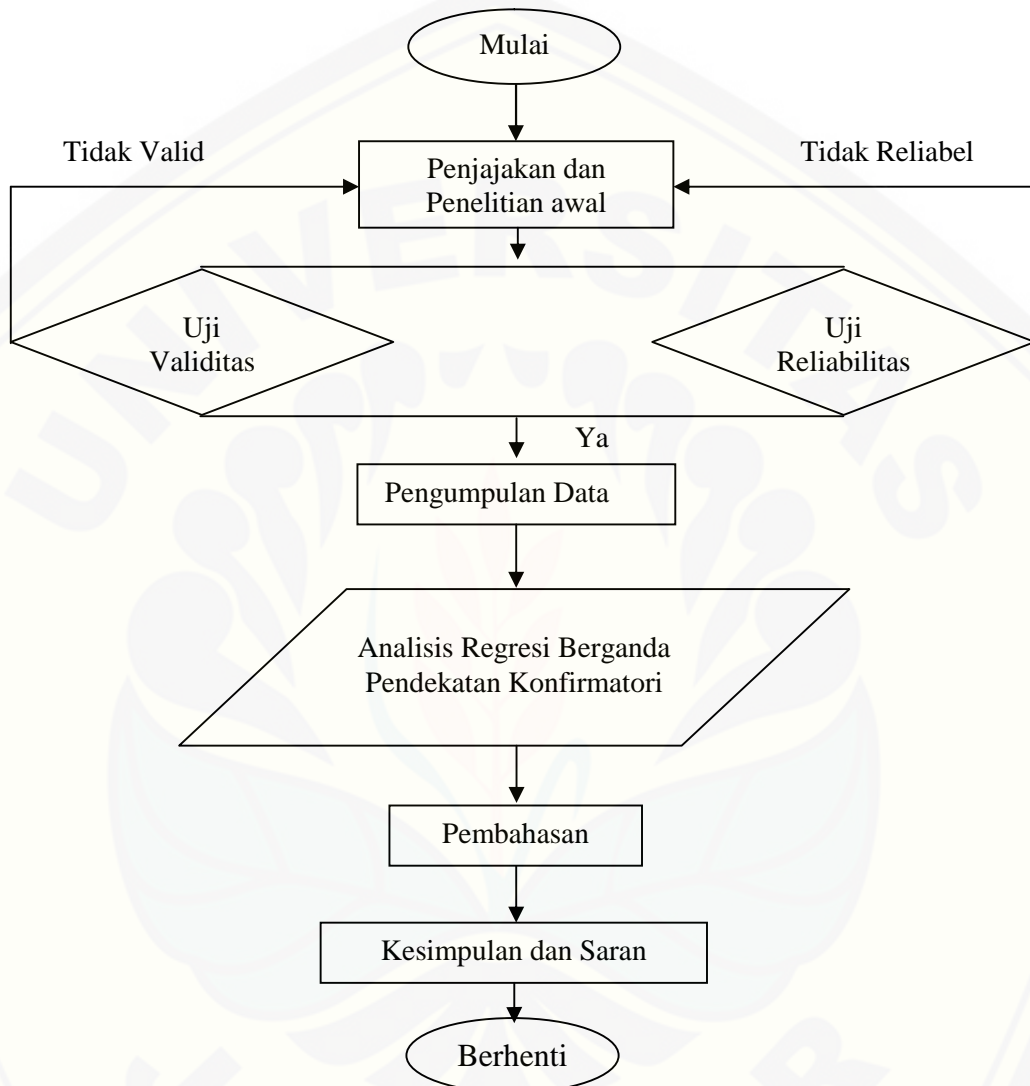 Mulai
Tidak Valid
Tidak Reliabel
Penjajakan dan
Penelitian awal
Uji
Validitas
Uji
Reliabilitas
Ya
Pengumpulan Data
Analisis Regresi Berganda
Pendekatan Konfirmatori
Pembahasan
Kesimpulan dan Saran
Berhenti
UNIVERSITAS